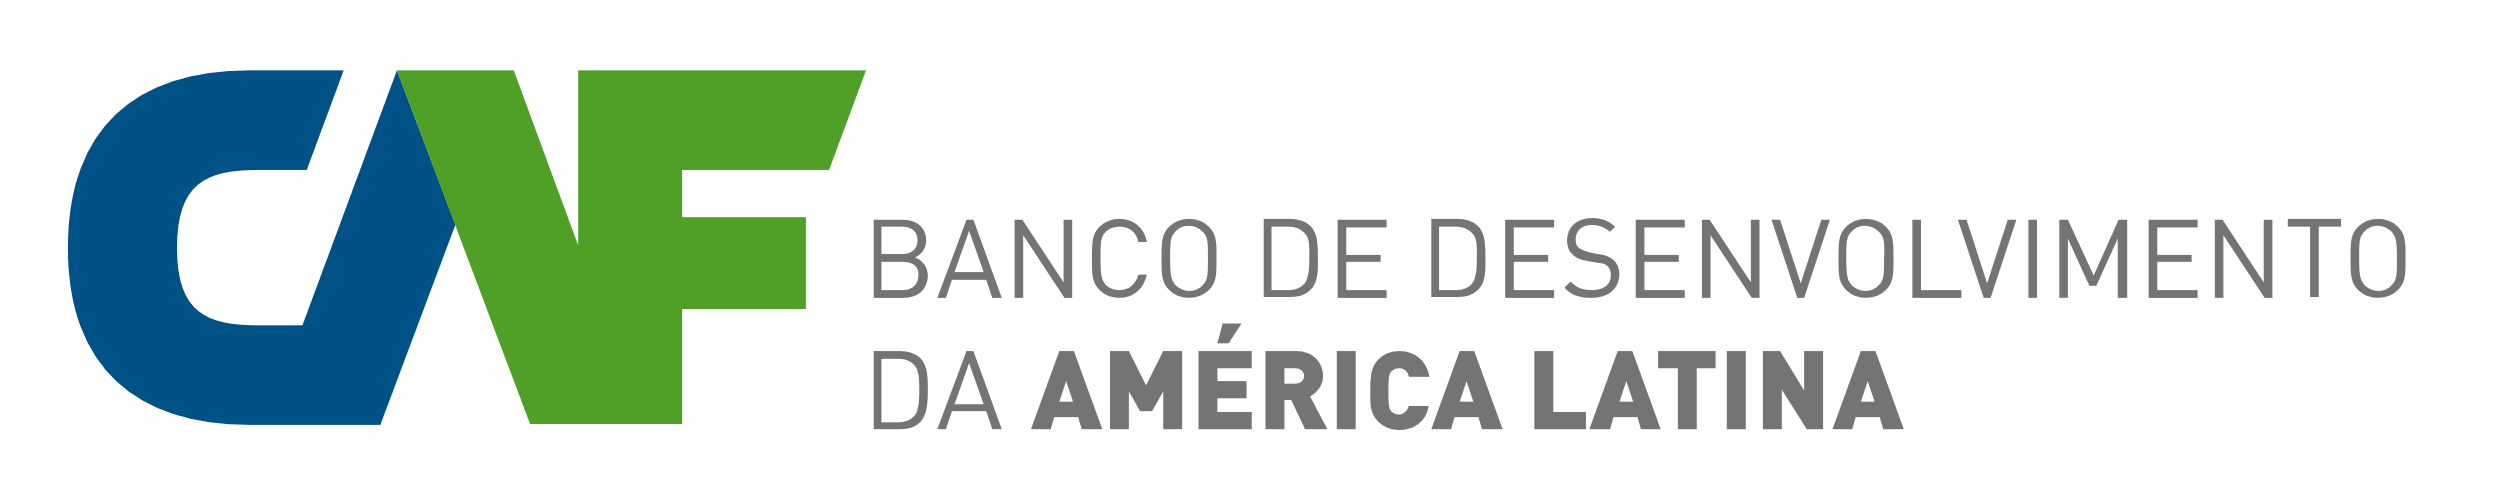 CAF
BANCO DE DESENVOLVIMENTO
DA AMÉRICA LATINA